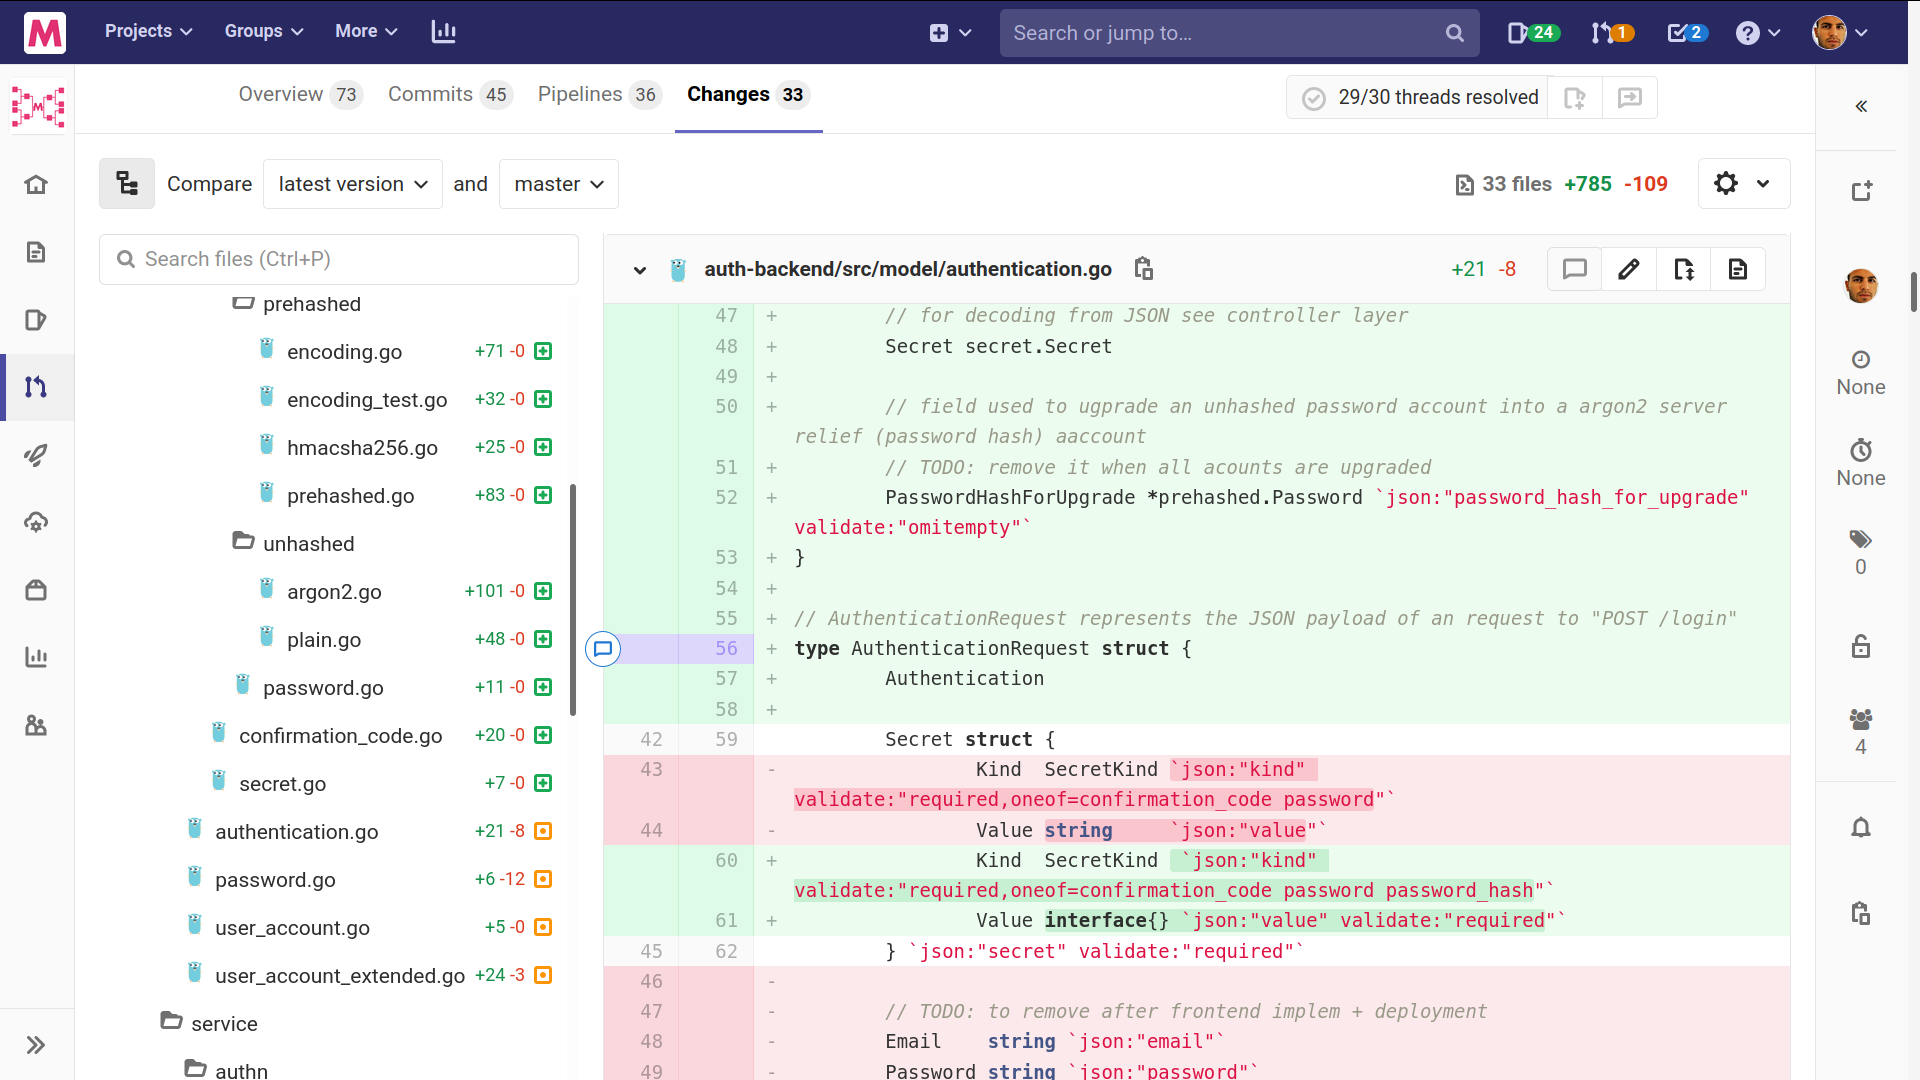 M Projects Groups More Search or jump to... 24 1 2
Overview 73 Commits 45 Pipelines 36 Changes 33 29/30 threads resolved
Compare latest version and master 33 files +785 -109
Search files (Ctrl+P)
prehashed
encoding.go +71 -0
encoding_test.go +32 -0
hmacsha256.go +25 -0
prehashed.go +83 -0
unhashed
argon2.go +101 -0
plain.go +48 -0
password.go +11 -0
confirmation_code.go +20 -0
secret.go +7 -0
authentication.go +21 -8
password.go +6 -12
user_account.go +5 -0
user_account_extended.go +24 -3
service
authn
auth-backend/src/model/authentication.go +21 -8
47 + // for decoding from JSON see controller layer
48 + Secret secret.Secret
49 +
50 + // field used to ugprade an unhashed password account into a argon2 server
relief (password hash) aaccount
51 + // TODO: remove it when all acounts are upgraded
52 + PasswordHashForUpgrade *prehashed.Password `json:"password_hash_for_upgrade"
validate:"omitempty"`
53 + }
54 +
55 + // AuthenticationRequest represents the JSON payload of an request to "POST /login"
56 + type AuthenticationRequest struct {
57 + Authentication
58 +
42 59 Secret struct {
43 - Kind SecretKind `json:"kind"
validate:"required,oneof=confirmation_code password"`
44 - Value string `json:"value"`
60 + Kind SecretKind `json:"kind"
validate:"required,oneof=confirmation_code password password_hash"`
61 + Value interface{} `json:"value" validate:"required"`
45 62 } `json:"secret" validate:"required"`
46 -
47 - // TODO: to remove after frontend implem + deployment
48 - Email string `json:"email"`
49 - Password string `json:"password"`
None
None
0
4